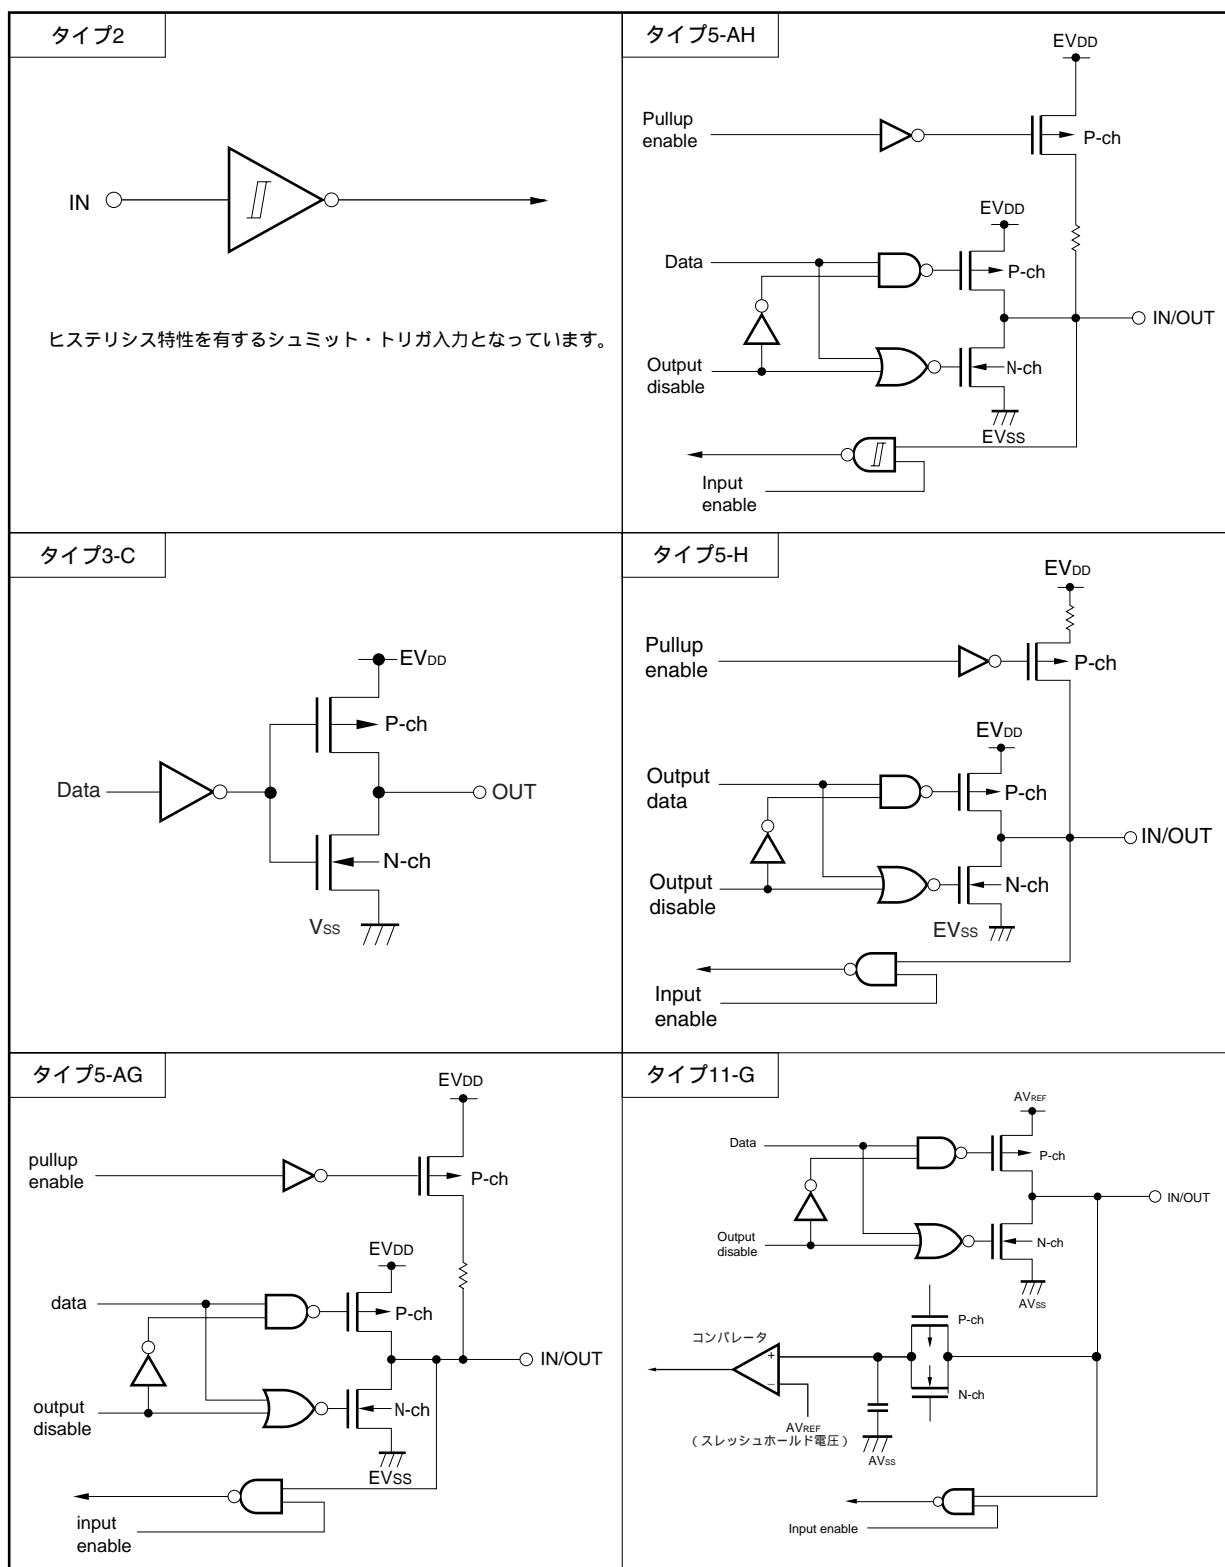 タイプ2
IN
ヒステリシス特性を有するシュミット・トリガ入力となっています。
タイプ5-AH
EVDD
Pullup
enable
P-ch
EVDD
Data
P-ch
IN/OUT
Output
disable
N-ch
EVSS
Input
enable
タイプ3-C
EVDD
P-ch
Data
OUT
N-ch
VSS
タイプ5-H
EVDD
Pullup
enable
P-ch
EVDD
Output
data
P-ch
IN/OUT
Output
disable
N-ch
EVSS
Input
enable
タイプ5-AG
EVDD
pullup
enable
P-ch
EVDD
data
P-ch
IN/OUT
output
disable
N-ch
EVSS
input
enable
タイプ11-G
AVREF
Data
P-ch
IN/OUT
Output
disable
N-ch
AVSS
P-ch
コンパレータ
+
−
N-ch
AVREF
(スレッシュホールド電圧)
AVSS
Input enable